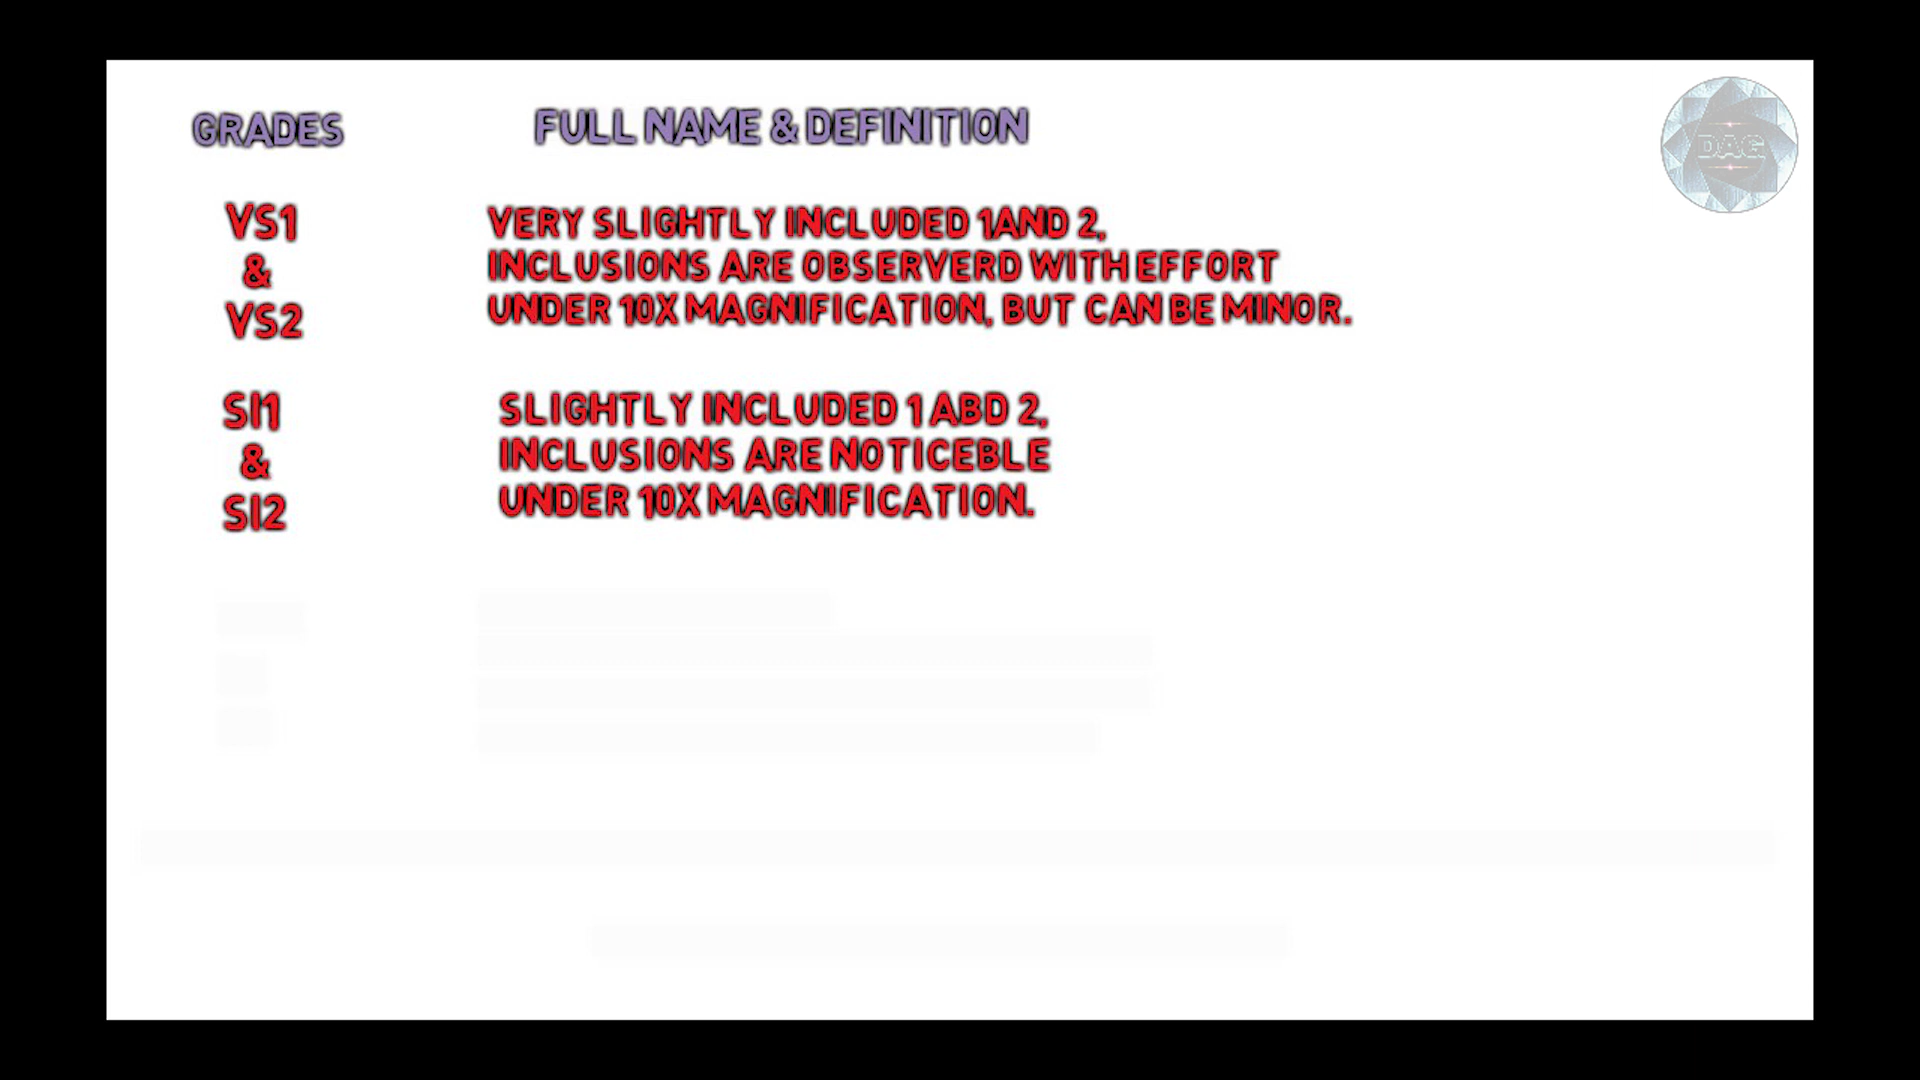 GRADES
FULL NAME & DEFINITION
DAG
VS1
&
VS2
VERY SLIGHTLY INCLUDED 1AND 2,
INCLUSIONS ARE OBSERVERD WITH EFFORT
UNDER 10X MAGNIFICATION, BUT CAN BE MINOR.
SI1
&
SI2
SLIGHTLY INCLUDED 1 ABD 2,
INCLUSIONS ARE NOTICEBLE
UNDER 10X MAGNIFICATION.